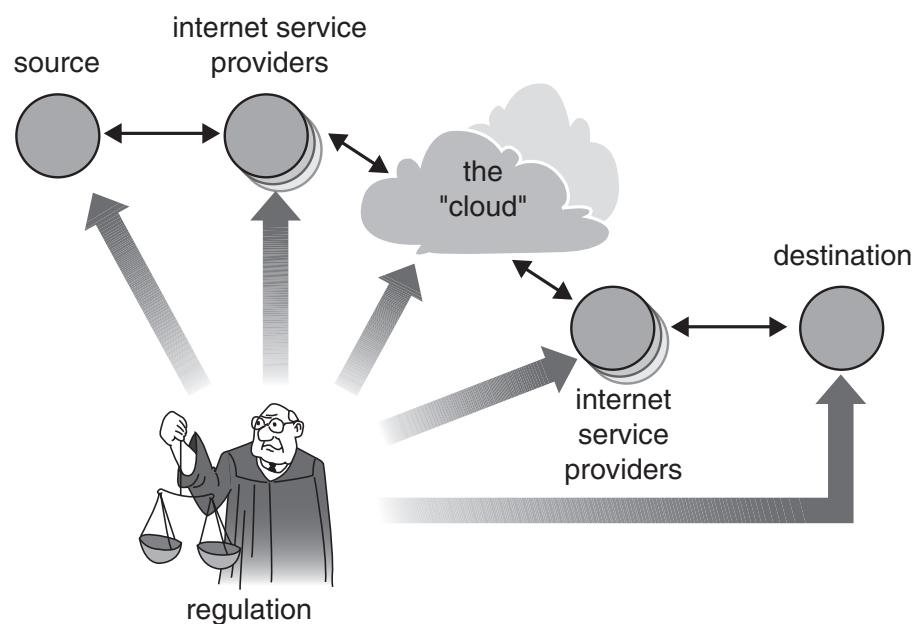 source
internet service
providers
the
"cloud"
destination
internet
service
providers
regulation